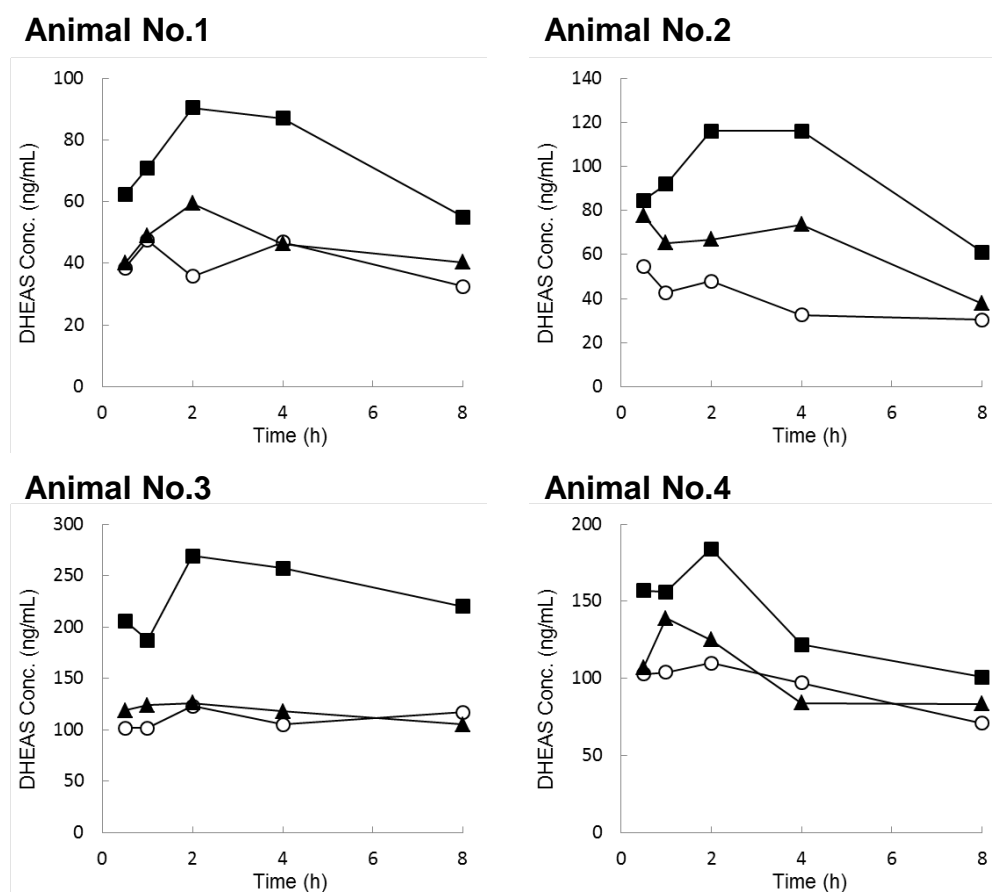 Animal No.1
DHEAS Conc. (ng/mL)
100
80
60
40
20
0
0 2 4 6 8
Time (h)
Animal No.2
DHEAS Conc. (ng/mL)
140
120
100
80
60
40
20
0
0 2 4 6 8
Time (h)
Animal No.3
DHEAS Conc. (ng/mL)
300
250
200
150
100
50
0
0 2 4 6 8
Time (h)
Animal No.4
DHEAS Conc. (ng/mL)
200
150
100
50
0
0 2 4 6 8
Time (h)